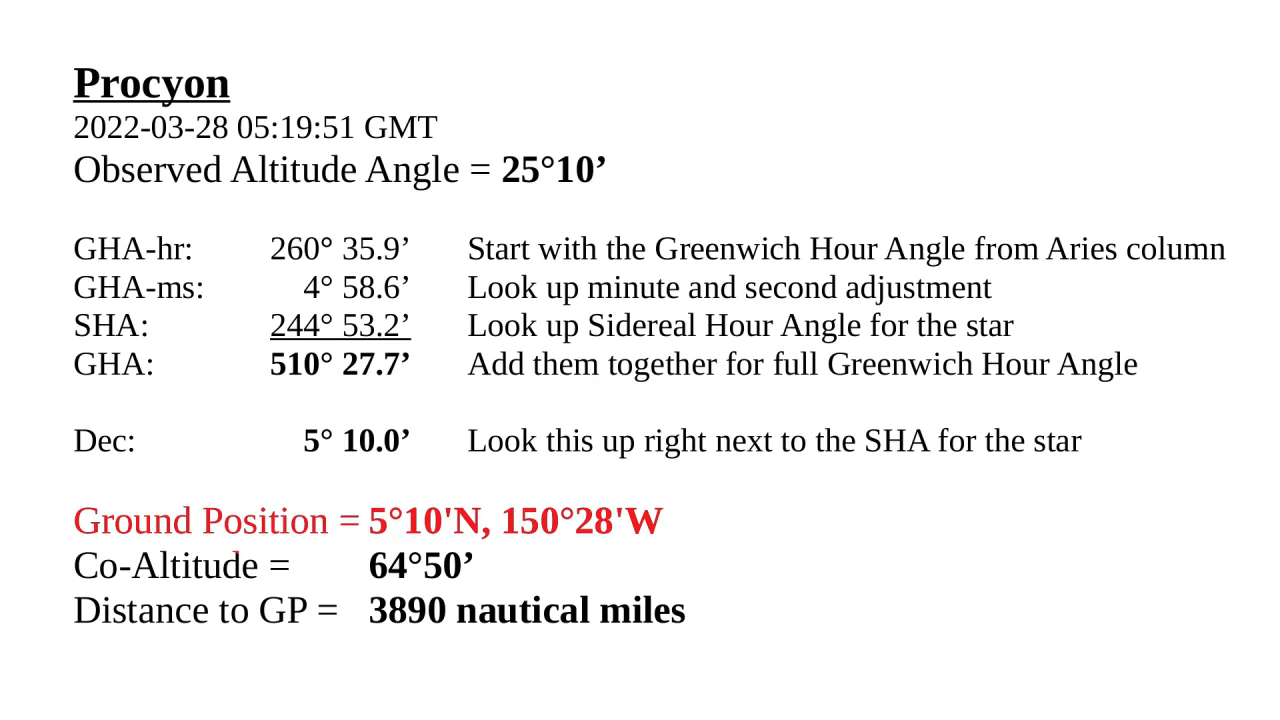 Procyon
2022-03-28 05:19:51 GMT
Observed Altitude Angle = 25°10’
GHA-hr: 260° 35.9’ Start with the Greenwich Hour Angle from Aries column
GHA-ms: 4° 58.6’ Look up minute and second adjustment
SHA: 244° 53.2’ Look up Sidereal Hour Angle for the star
GHA: 510° 27.7’ Add them together for full Greenwich Hour Angle
Dec: 5° 10.0’ Look this up right next to the SHA for the star
Ground Position = 5°10'N, 150°28'W
Co-Altitude = 64°50’
Distance to GP = 3890 nautical miles